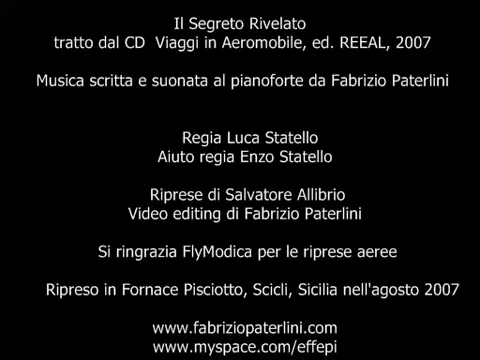 Il Segreto Rivelato
tratto dal CD Viaggi in Aeromobile, ed. REEAL, 2007
Musica scritta e suonata al pianoforte da Fabrizio Paterlini
Regia Luca Statello
Aiuto regia Enzo Statello
Riprese di Salvatore Allibrio
Video editing di Fabrizio Paterlini
Si ringrazia FlyModica per le riprese aeree
Ripreso in Fornace Pisciotto, Scicli, Sicilia nell'agosto 2007
www.fabriziopaterlini.com
www.myspace.com/effepi